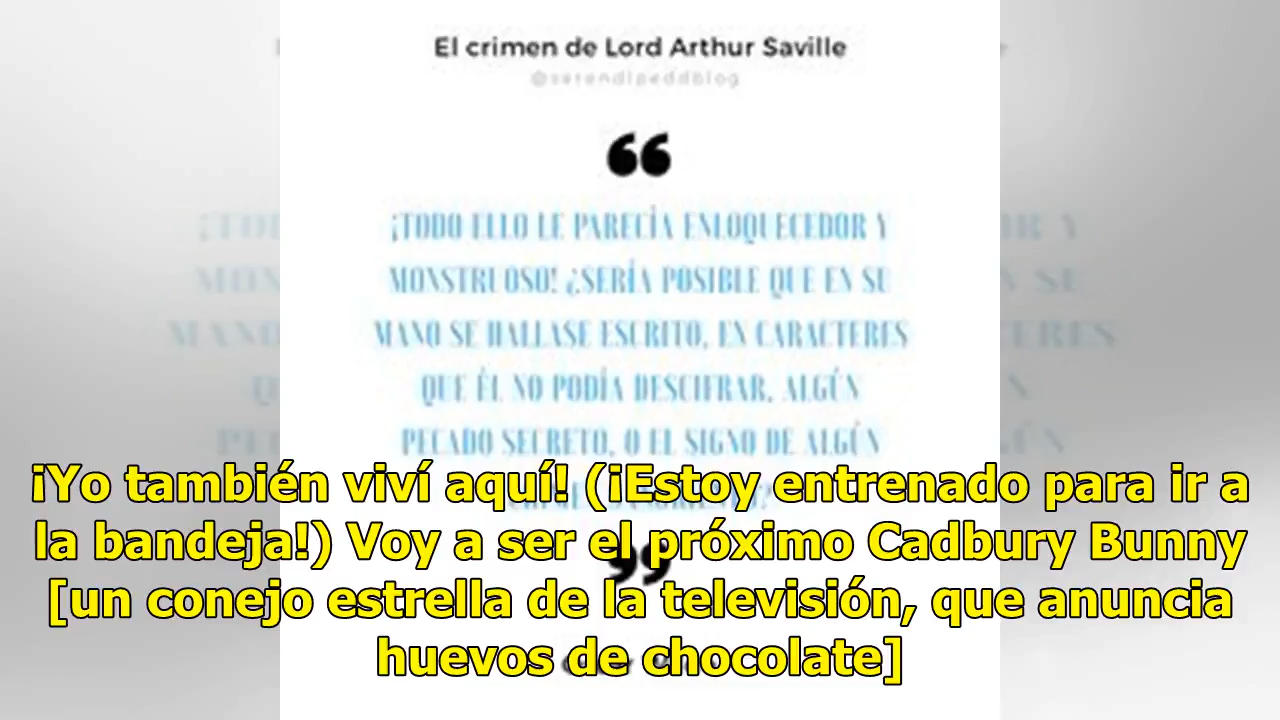 El crimen de Lord Arthur Saville
@serendipeddblog
“
¡TODO ELLO LE PARECÍA ENLOQUECEDOR Y
MONSTRUOSO! ¿SERÍA POSIBLE QUE EN SU
MANO SE HALLASE ESCRITO, EN CARACTERES
QUE ÉL NO PODÍA DESCIFRAR, ALGÚN
PECADO SECRETO, O EL SIGNO DE ALGÚN
¡Yo también viví aquí! (¡Estoy entrenado para ir a
la bandeja!) Voy a ser el próximo Cadbury Bunny
[un conejo estrella de la televisión, que anuncia
huevos de chocolate]